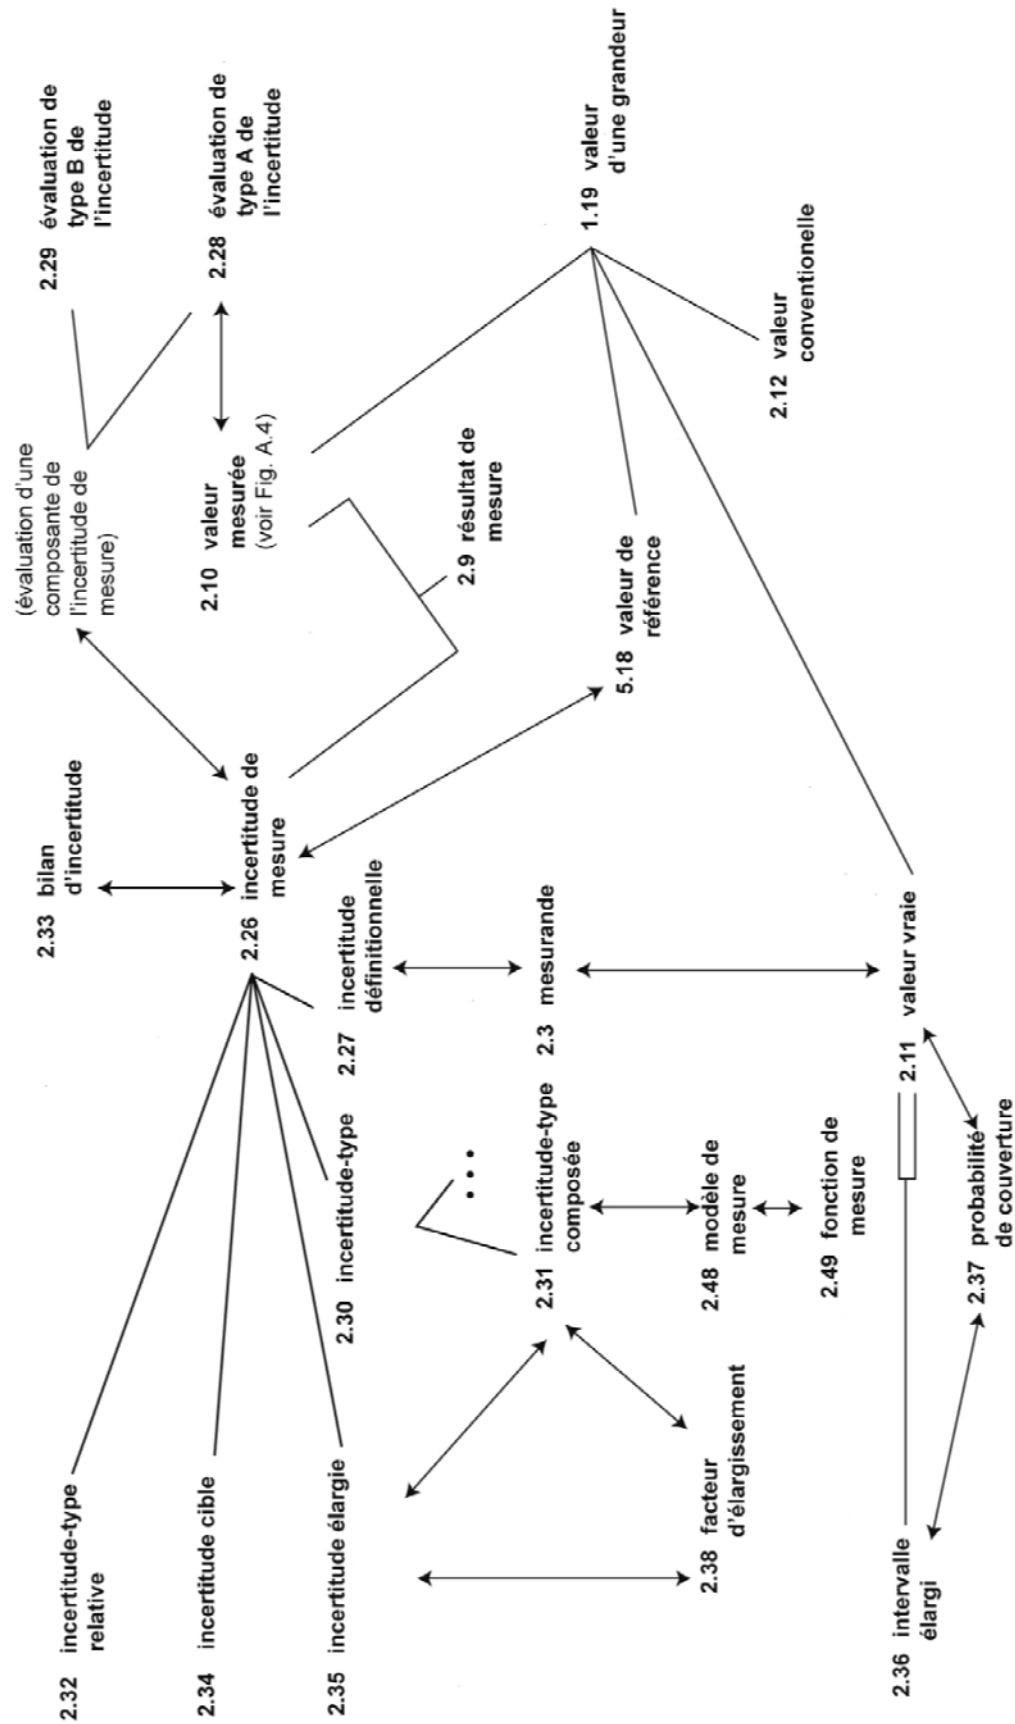 2.33 bilan
d'incertitude
(évaluation d'une
composante de
l'incertitude de
mesure)
2.29 évaluation de
type B de
l'incertitude
2.32 incertitude-type
relative
2.34 incertitude cible
2.35 incertitude élargie
2.26 incertitude de
mesure
2.10 valeur
mesurée
(voir Fig. A.4)
2.28 évaluation de
type A de
l'incertitude
2.30 incertitude-type
2.27 incertitude
définitionnelle
2.9 résultat de
mesure
...
2.31 incertitude-type
composée
2.3 mesurande
5.18 valeur de
référence
1.19 valeur
d'une grandeur
2.38 facteur
d'élargissement
2.48 modèle de
mesure
2.49 fonction de
mesure
2.12 valeur
conventionelle
2.36 intervalle
élargi
2.11 valeur vraie
2.37 probabilité
de couverture